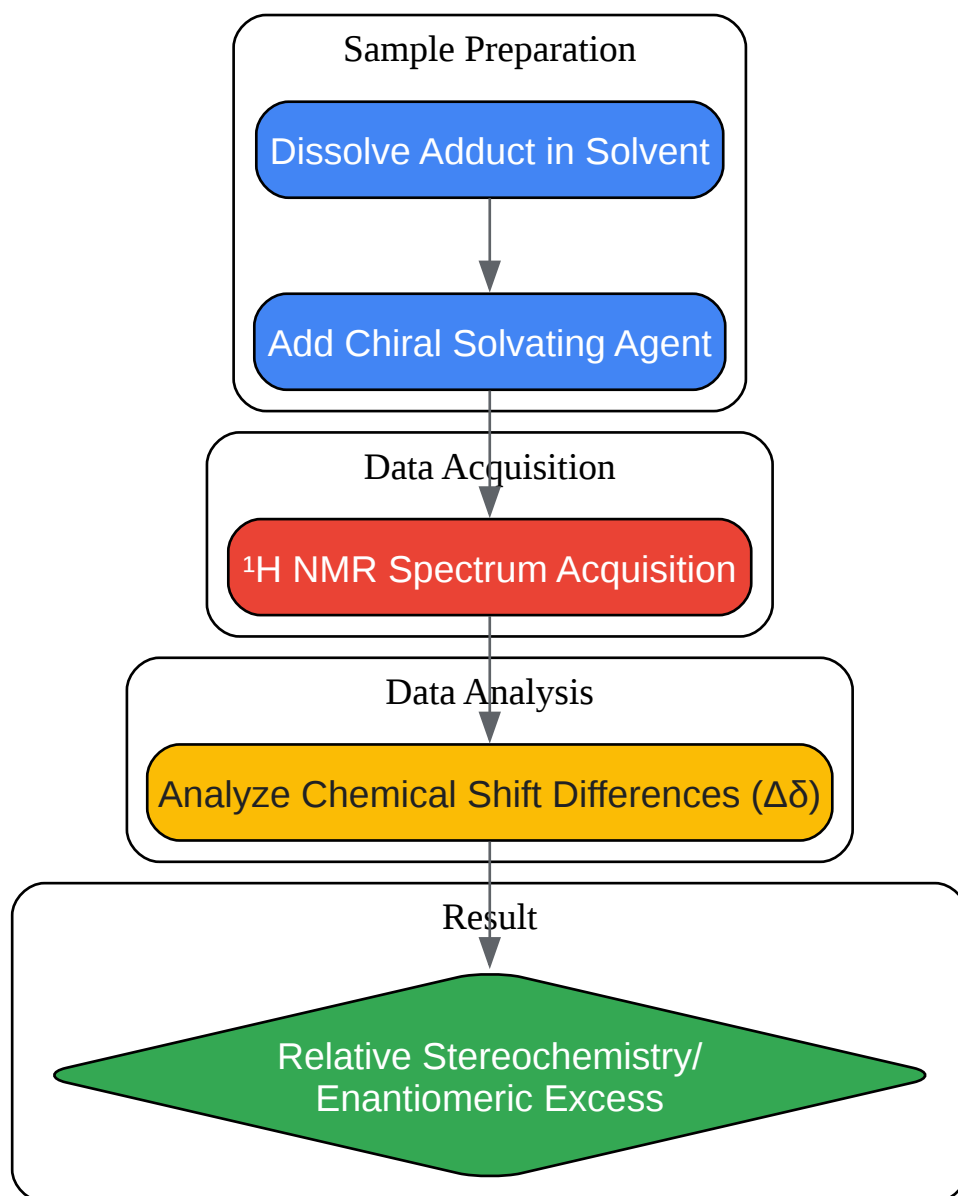 Sample Preparation
Dissolve Adduct in Solvent
Add Chiral Solvating Agent
Data Acquisition
¹H NMR Spectrum Acquisition
Data Analysis
Analyze Chemical Shift Differences (Δδ)
Result
Relative Stereochemistry/
Enantiomeric Excess